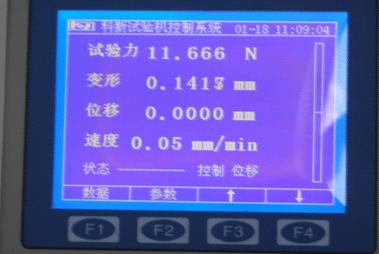 科新试验机控制系统 01-18 11:09:04
试验力 11.666 N
变形 mm
位移 0.0000 mm
速度 0.05 mm/min
状态 ---------- 控制 位移
数据 参数 ↑ ↓
F1 F2 F3 F4